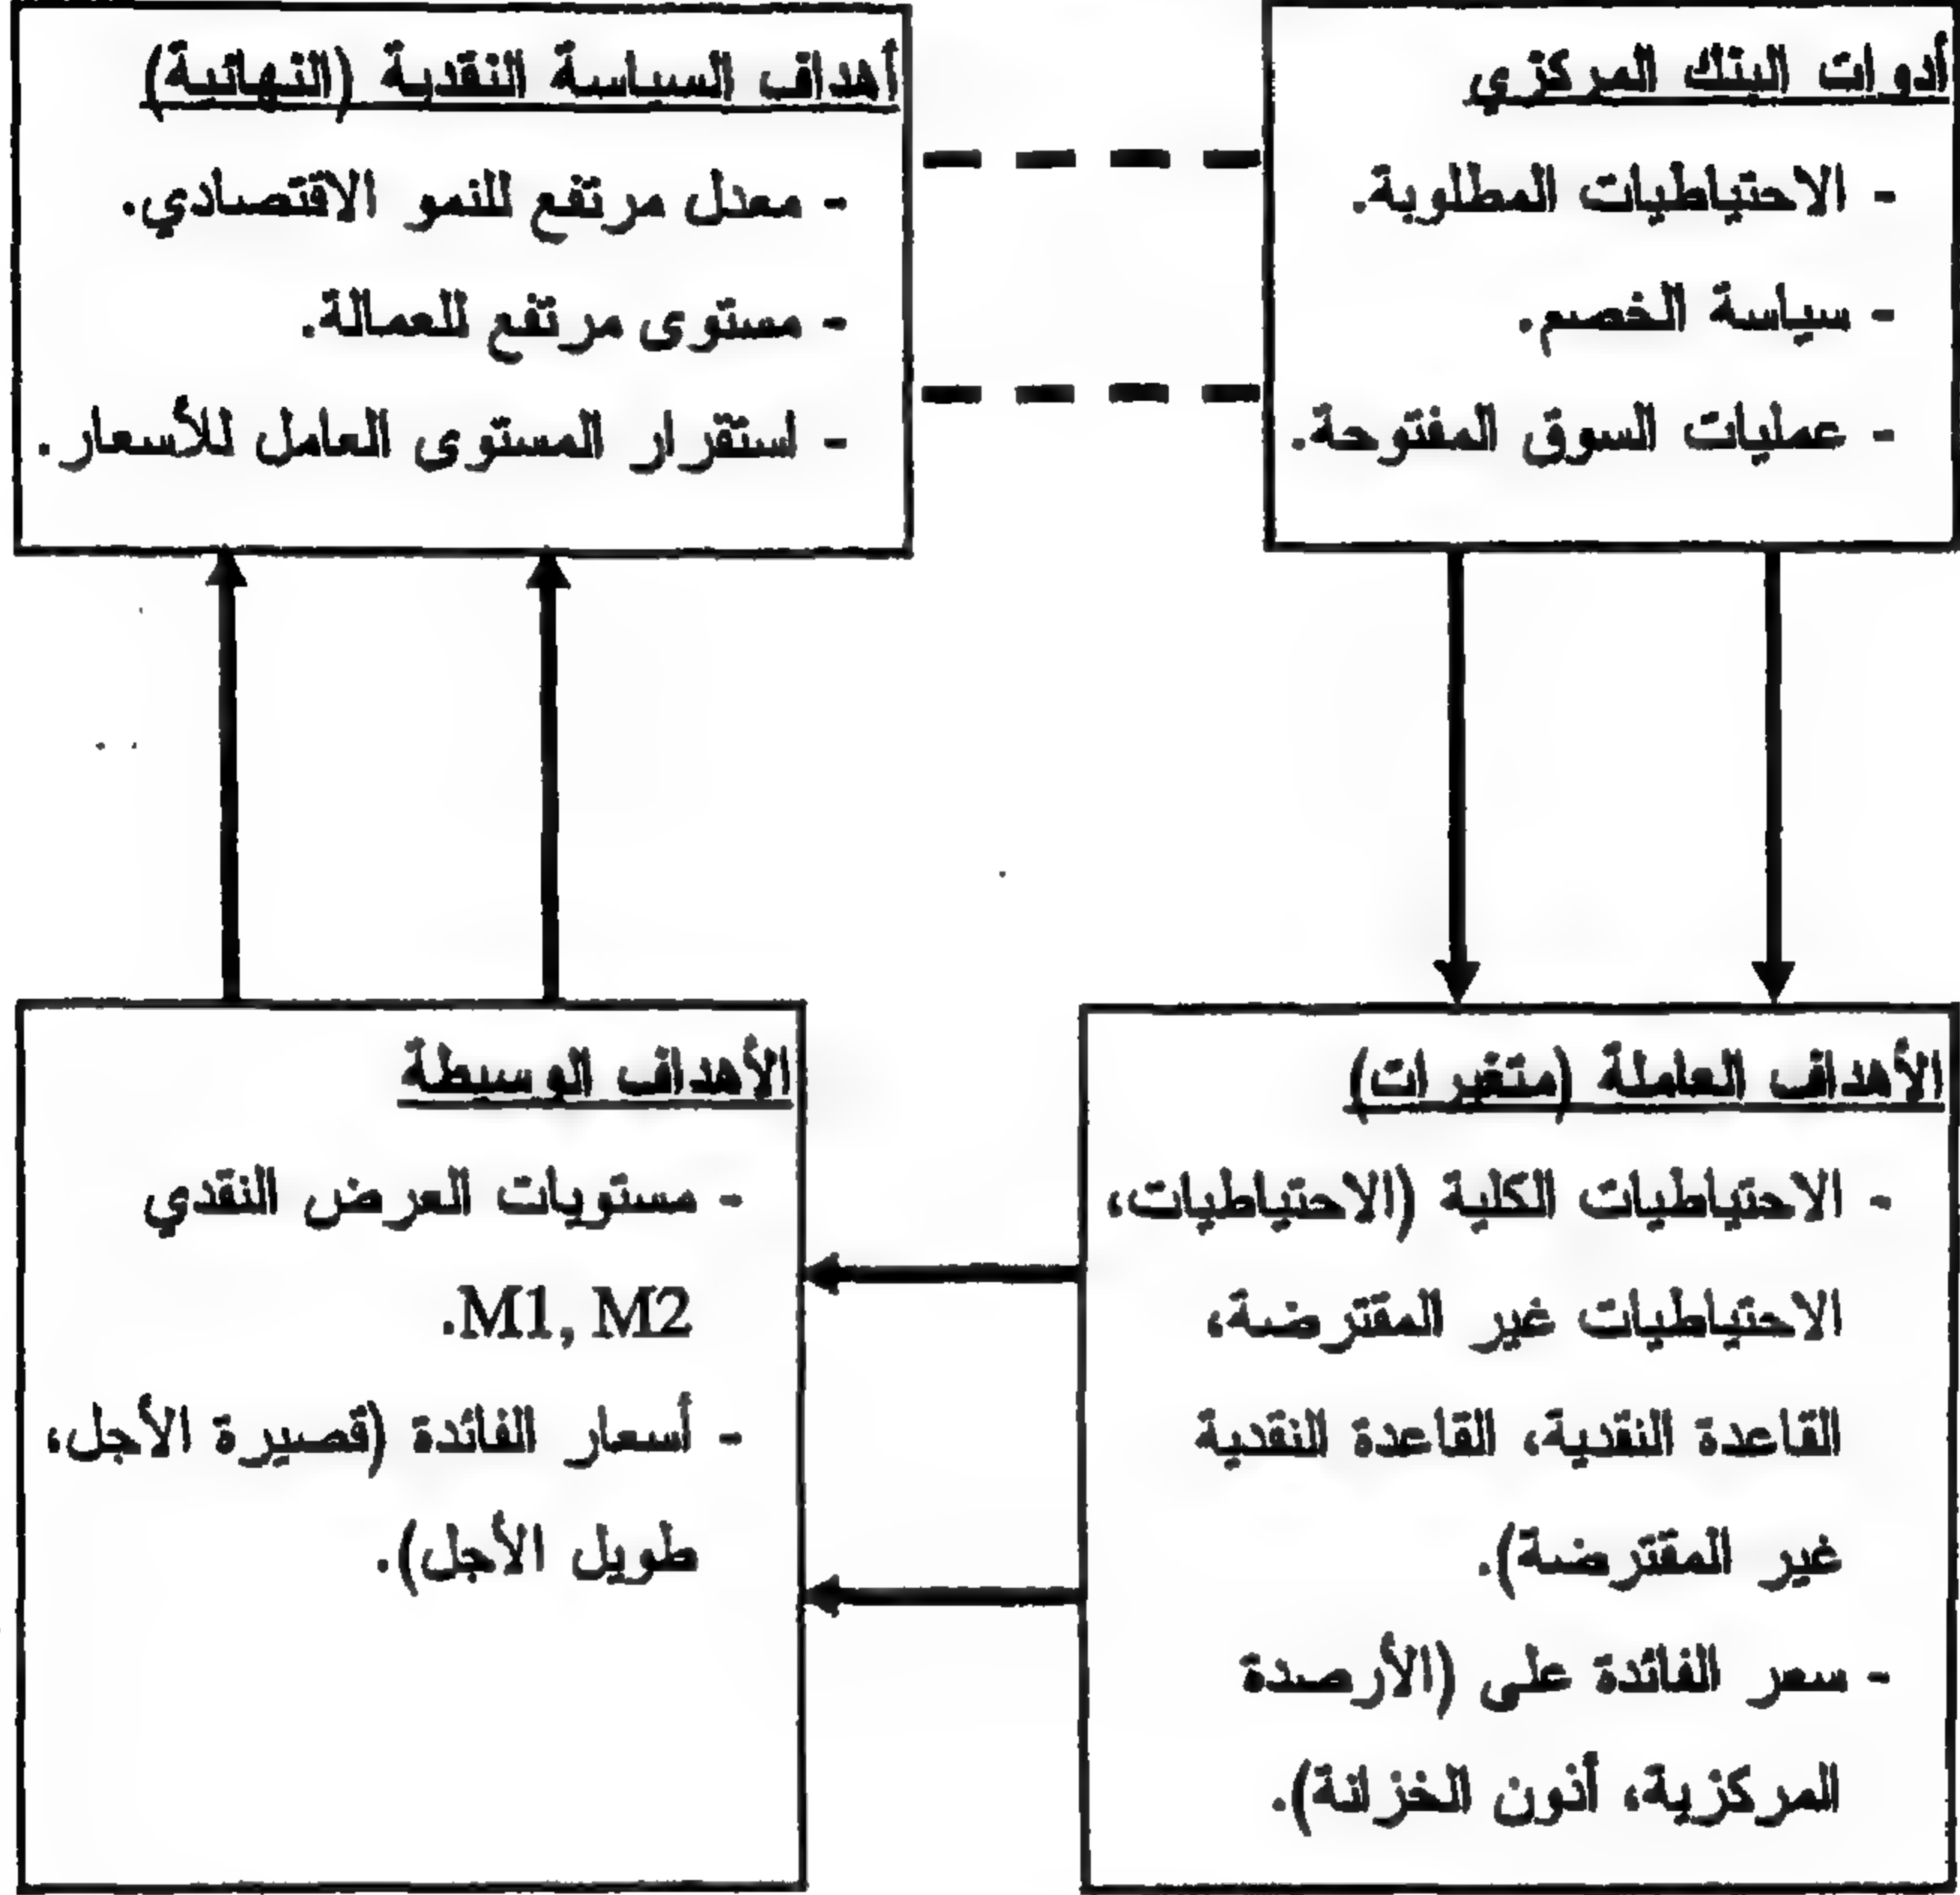 أدوات البنك المركزي
- الاحتياطيات المطلوبة.
- سياسة الخصم.
- عمليات السوق المفتوحة.
أهداف السياسة النقدية (النهائية)
- معدل مرتفع للنمو الاقتصادي.
- مستوى مرتفع للعمالة.
- استقرار المستوى العامل للأسعار.
الأهداف العاملة (متغيرات)
- الاحتياطيات الكلية (الاحتياطيات،
الاحتياطيات غير المقترضة،
القاعدة النقدية، القاعدة النقدية
غير المقترضة).
- سعر الفائدة على (الأرصدة
المركزية، أذون الخزانة).
الأهداف الوسيطة
- مستويات العرض النقدي
M1, M2.
- أسعار الفائدة (قصيرة الأجل،
طويل الأجل).